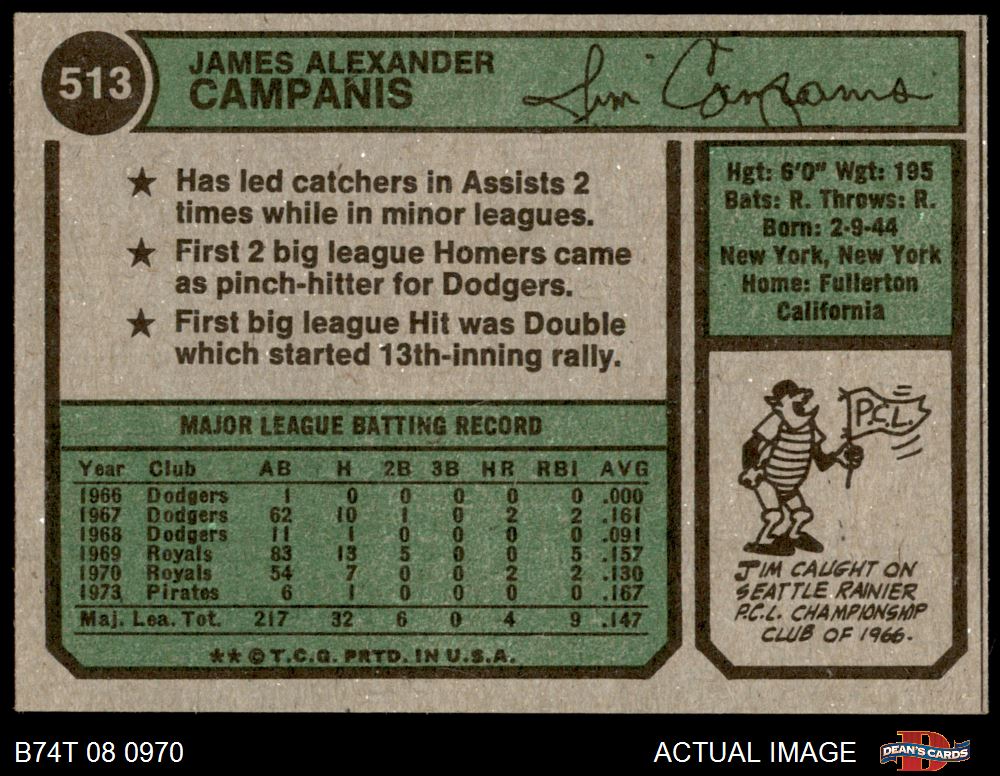 513
JAMES ALEXANDER
CAMPANIS
Jim Campanis
★ Has led catchers in Assists 2
times while in minor leagues.
★ First 2 big league Homers came
as pinch-hitter for Dodgers.
★ First big league Hit was Double
which started 13th-inning rally.
Hgt: 6'0" Wgt: 195
Bats: R. Throws: R.
Born: 2-9-44
New York, New York
Home: Fullerton
California
MAJOR LEAGUE BATTING RECORD
Year Club AB H 2B 3B HR RBI AVG
1966 Dodgers 1 0 0 0 0 0 .000
1967 Dodgers 62 10 1 0 2 2 .161
1968 Dodgers 11 1 0 0 0 0 .091
1969 Royals 83 13 5 0 0 5 .157
1970 Royals 54 7 0 0 2 2 .130
1973 Pirates 6 1 0 0 0 0 .167
Maj. Lea. Tot. 217 32 6 0 4 9 .147
★★ © T.C.G. PRTD. IN U.S.A.
P.C.L.
JIM CAUGHT ON
SEATTLE RAINIER
P.C.L. CHAMPIONSHIP
CLUB OF 1966.
B74T 08 0970
ACTUAL IMAGE
D
DEAN'S CARDS